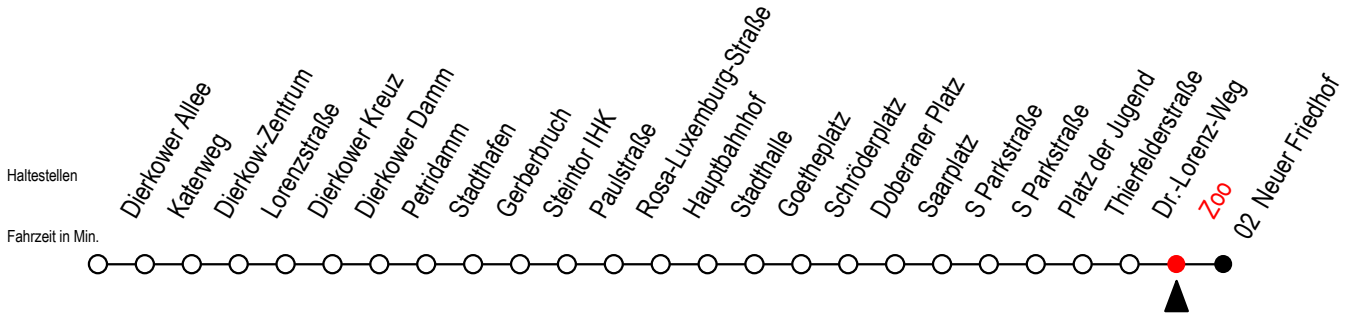 Haltestellen
Fahrzeit in Min.
Dierkower Allee
Katerweg
Dierkow-Zentrum
Lorenzstraße
Dierkower Kreuz
Dierkower Damm
Petridamm
Stadthafen
Gerberbruch
Steintor IHK
Paulstraße
Rosa-Luxemburg-Straße
Hauptbahnhof
Stadthalle
Goetheplatz
Schröderplatz
Doberaner Platz
Saarplatz
S Parkstraße
S Parkstraße
Platz der Jugend
Thierfelderstraße
Dr.-Lorenz-Weg
Zoo
02 Neuer Friedhof